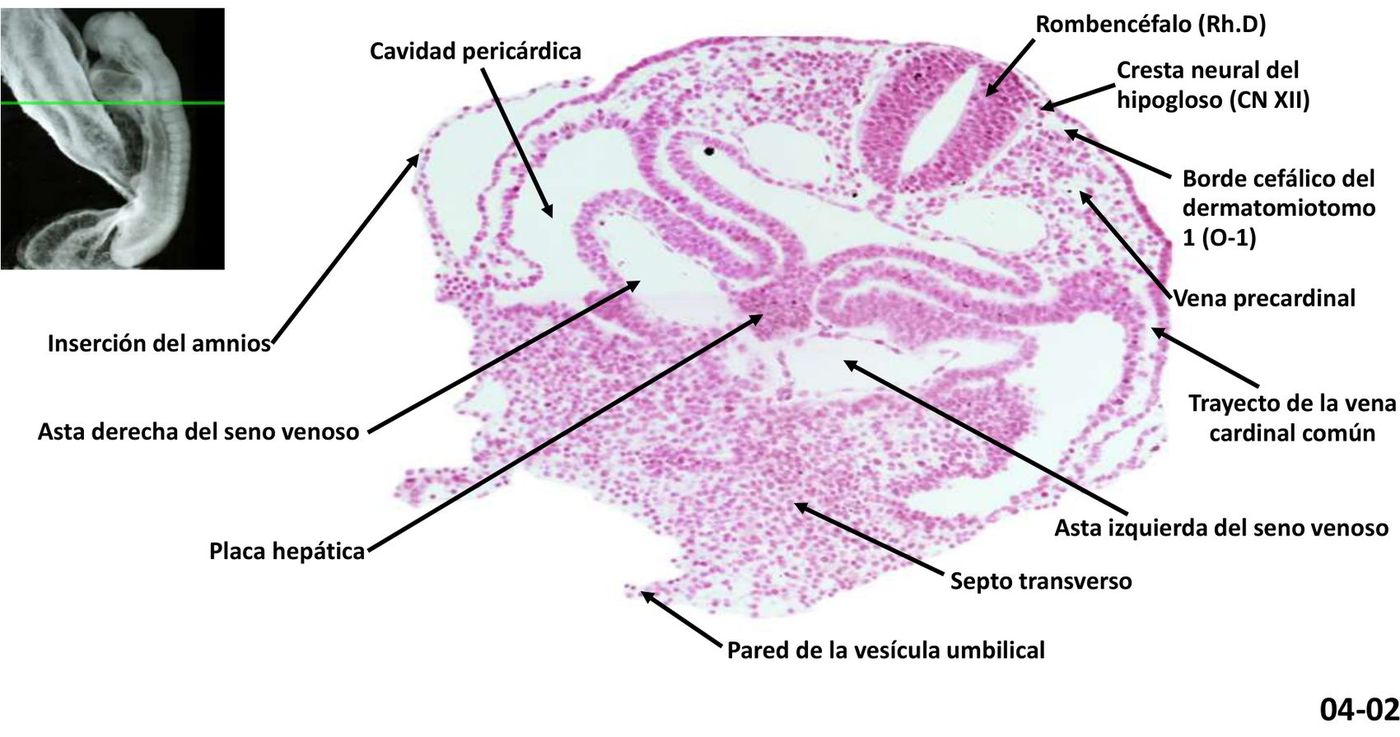 Rombencéfalo (Rh.D)
Cavidad pericárdica
Cresta neural del
hipogloso (CN XII)
Borde cefálico del
dermatomiotomo
1 (O-1)
Vena precardinal
Inserción del amnios
Trayecto de la vena
cardinal común
Asta derecha del seno venoso
Asta izquierda del seno venoso
Placa hepática
Septo transverso
Pared de la vesícula umbilical
04-02